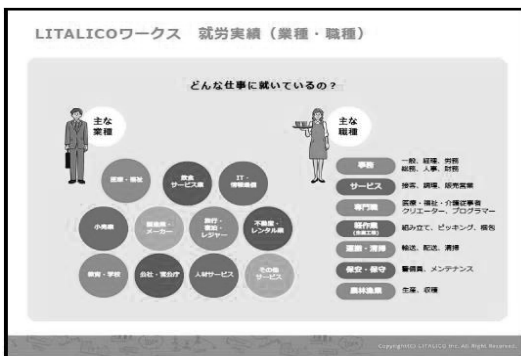 LITALICOワークス 就労実績（業種・職種）
どんな仕事に就いているの？
主な
業種
医療・福祉
飲食
サービス業
IT・
情報通信
小売業
製造業・
メーカー
旅行・
宿泊・
レジャー
不動産・
レンタル業
教育・学校
公社・官公庁
人材サービス
その他
サービス
主な
職種
事務
一般、経理、労務
総務、人事、財務
サービス
接客、調理、販売営業
専門職
医療・福祉・介護従事者
クリエーター、プログラマー
軽作業
組み立て、ピッキング、梱包
運搬・清掃
輸送、配送、清掃
保安・保守
警備員、メンテナンス
農林漁業
生産、収穫
Copyright(C) LITALICO Inc. All Right Reserved.